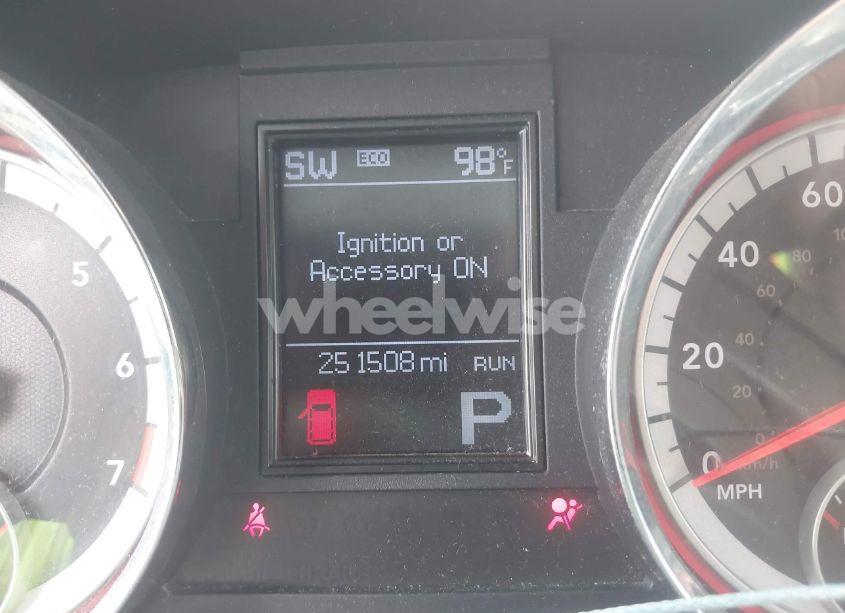 SW ECO 98°F
Ignition or
Accessory ON
wheelwise
251508 mi RUN
P
5
6
7
60
40
80
60
20
40
20
0
0
km/h
MPH